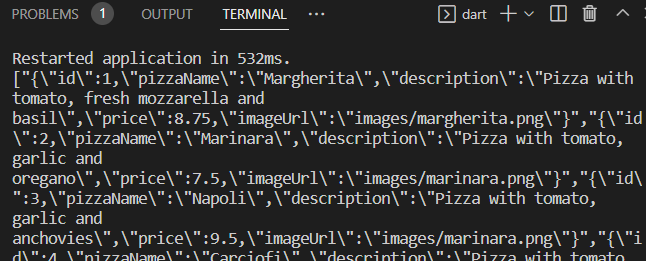 PROBLEMS 1 OUTPUT TERMINAL ··· dart
Restarted application in 532ms.
["{\"id\":1,\"pizzaName\":\"Margherita\",\"description\":\"Pizza with
tomato, fresh mozzarella and
basil\",\"price\":8.75,\"imageUrl\":\"images/margherita.png\"}","{\"id
\":2,\"pizzaName\":\"Marinara\",\"description\":\"Pizza with tomato,
garlic and
oregano\",\"price\":7.5,\"imageUrl\":\"images/marinara.png\"}","{\"id\"
:3,\"pizzaName\":\"Napoli\",\"description\":\"Pizza with tomato,
garlic and
anchovies\",\"price\":9.5,\"imageUrl\":\"images/marinara.png\"}","{\"i
d\":4,\"pizzaName\":\"Carciofi\",\"description\":\"Pizza with tomato,